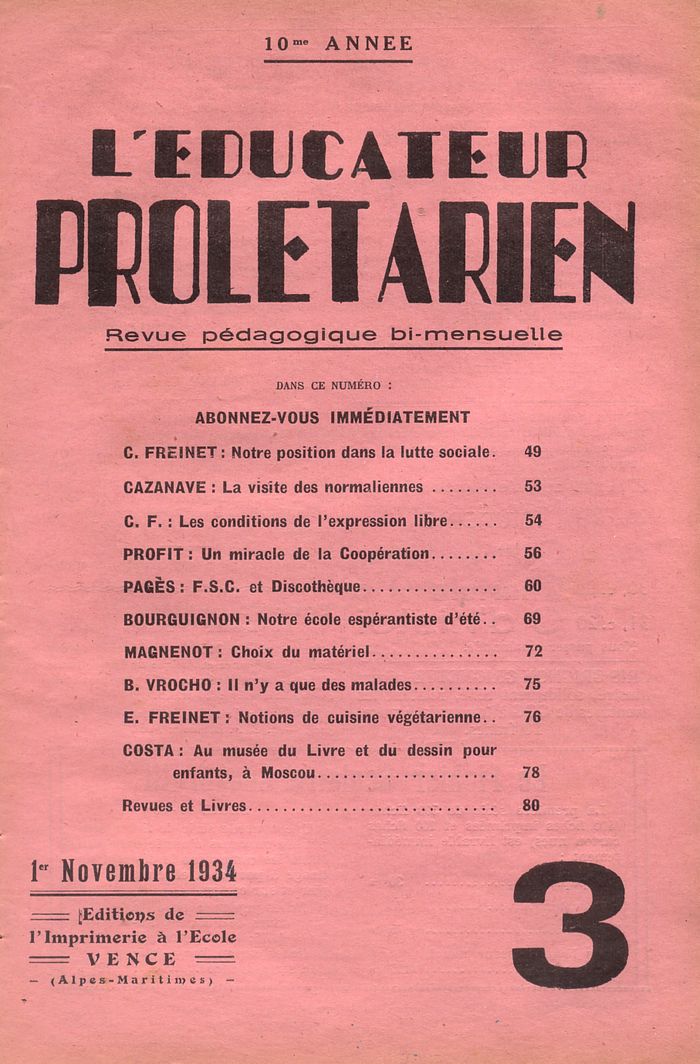 10me ANNEE
L'EDUCATEUR
PROLETARIEN
Revue pédagogique bi-mensuelle
DANS CE NUMÉRO :
ABONNEZ-VOUS IMMÉDIATEMENT
C. FREINET : Notre position dans la lutte sociale. 49
CAZANAVE : La visite des normaliennes ........ 53
C. F. : Les conditions de l'expression libre...... 54
PROFIT : Un miracle de la Coopération........ 56
PAGÈS : F.S.C. et Discothèque................ 60
BOURGUIGNON : Notre école espérantiste d'été.. 69
MAGNENOT : Choix du matériel............... 72
B. VROCHO : Il n'y a que des malades.......... 75
E. FREINET : Notions de cuisine végétarienne.. 76
COSTA : Au musée du Livre et du dessin pour
enfants, à Moscou..................... 78
Revues et Livres............................. 80
1er Novembre 1934
Editions de
l'Imprimerie à l'Ecole
VENCE
- (Alpes-Maritimes) -
3